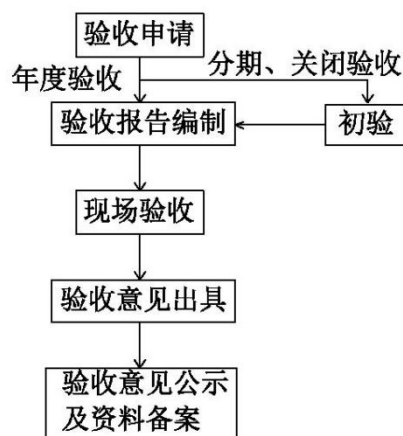 验收申请
年度验收
分期、关闭验收
验收报告编制
初验
现场验收
验收意见出具
验收意见公示
及资料备案